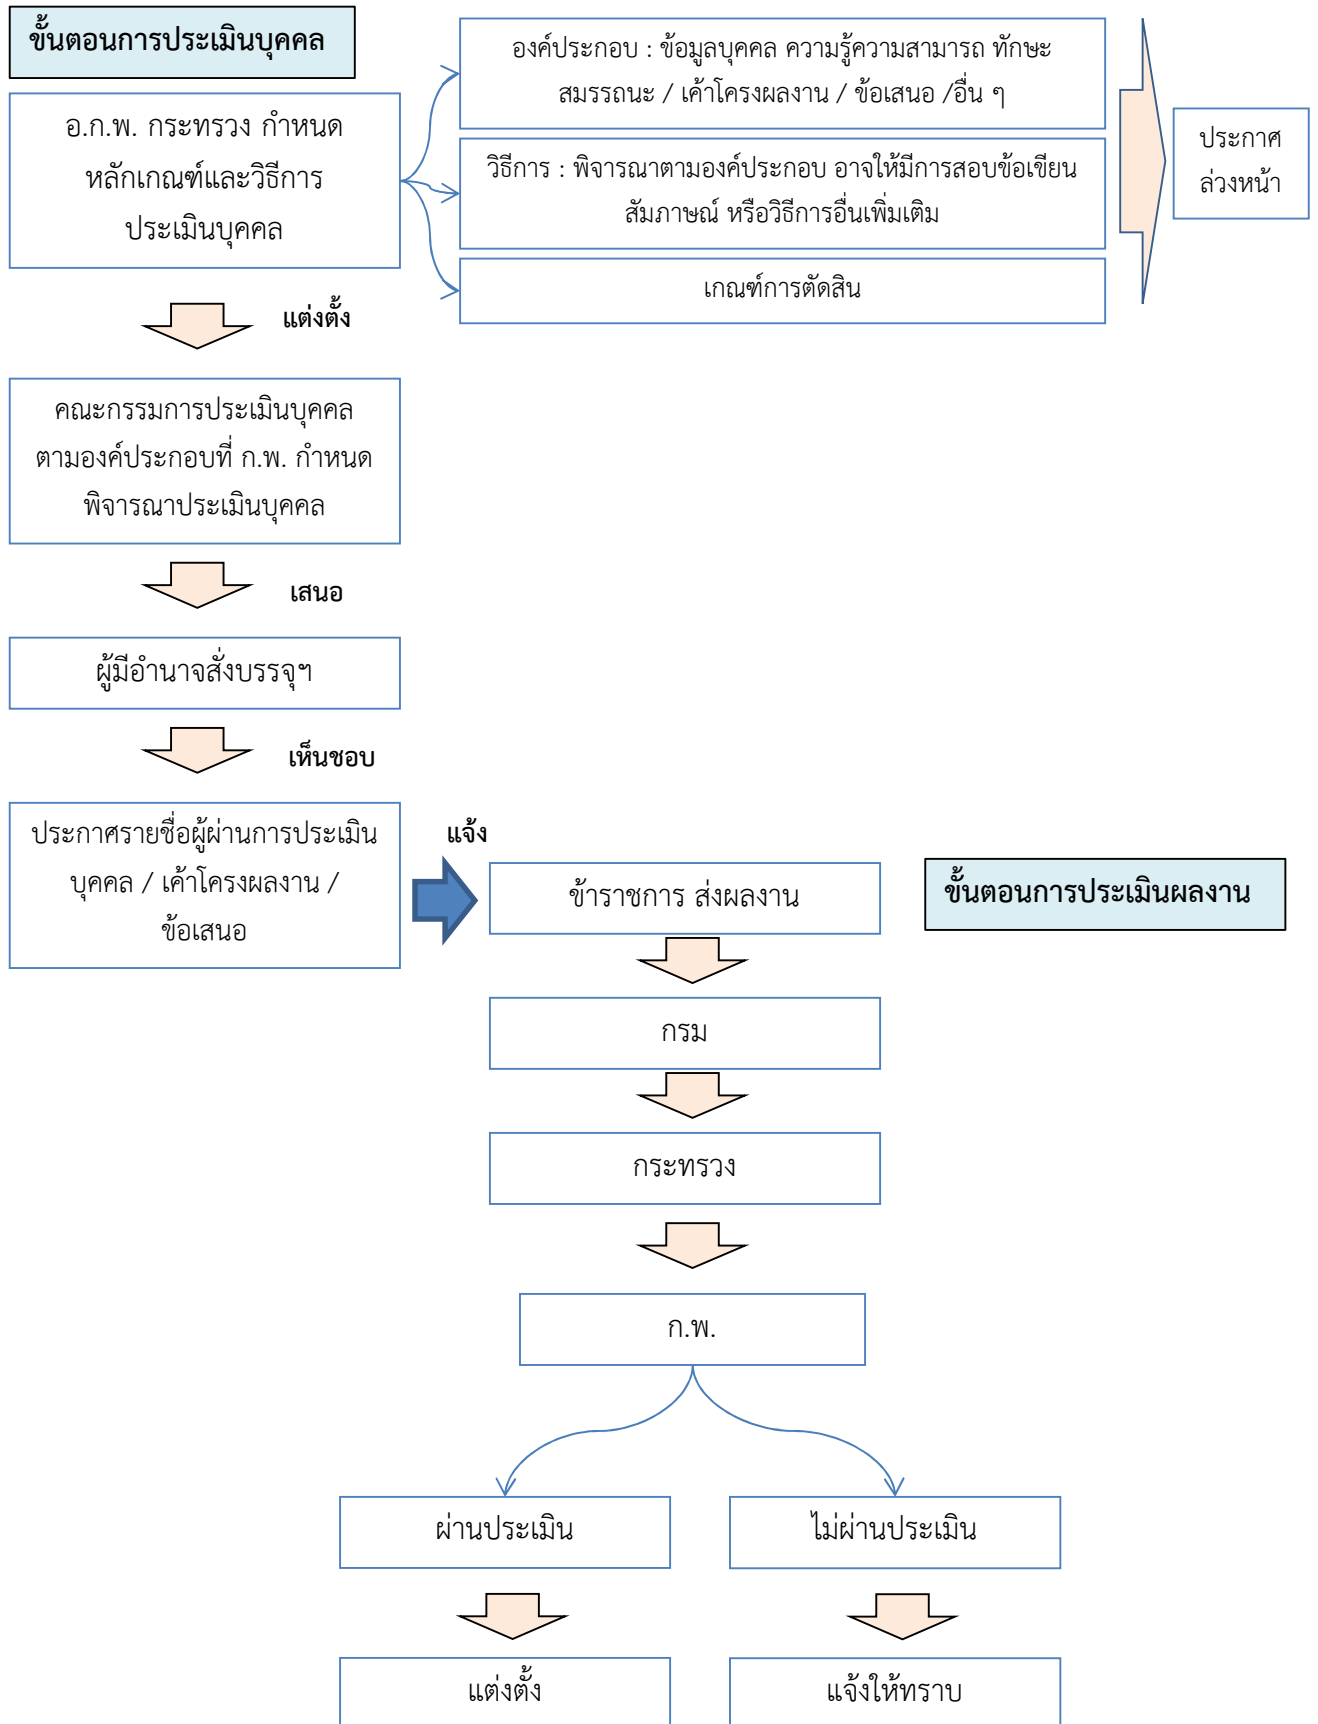 ขั้นตอนการประเมินบุคคล
อ.ก.พ. กระทรวง กำหนด
หลักเกณฑ์และวิธีการ
ประเมินบุคคล
องค์ประกอบ : ข้อมูลบุคคล ความรู้ความสามารถ ทักษะ
สมรรถนะ / เค้าโครงผลงาน / ข้อเสนอ /อื่น ๆ
วิธีการ : พิจารณาตามองค์ประกอบ อาจให้มีการสอบข้อเขียน
สัมภาษณ์ หรือวิธีการอื่นเพิ่มเติม
เกณฑ์การตัดสิน
ประกาศ
ล่วงหน้า
แต่งตั้ง
คณะกรรมการประเมินบุคคล
ตามองค์ประกอบที่ ก.พ. กำหนด
พิจารณาประเมินบุคคล
เสนอ
ผู้มีอำนาจสั่งบรรจุฯ
เห็นชอบ
ประกาศรายชื่อผู้ผ่านการประเมิน
บุคคล / เค้าโครงผลงาน /
ข้อเสนอ
แจ้ง
ข้าราชการ ส่งผลงาน
ขั้นตอนการประเมินผลงาน
กรม
กระทรวง
ก.พ.
ผ่านประเมิน
ไม่ผ่านประเมิน
แต่งตั้ง
แจ้งให้ทราบ